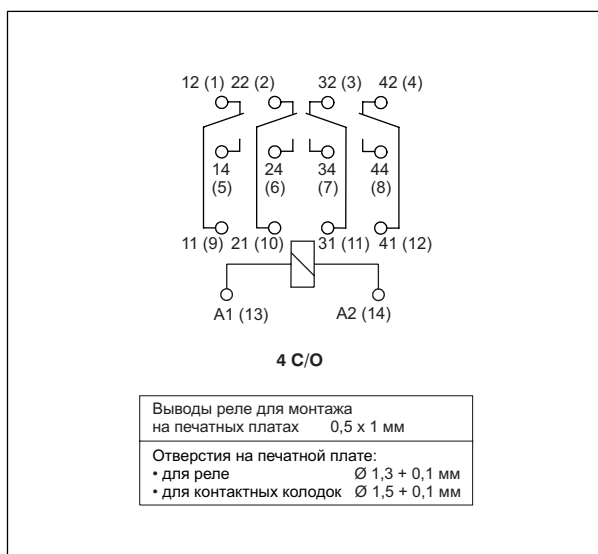 12 (1) 22 (2) 32 (3) 42 (4)
14 24 34 44
(5) (6) (7) (8)
11 (9) 21 (10) 31 (11) 41 (12)
A1 (13) A2 (14)
4 C/O
Выводы реле для монтажа
на печатных платах 0,5 x 1 мм
Отверстия на печатной плате:
• для реле Ø 1,3 + 0,1 мм
• для контактных колодок Ø 1,5 + 0,1 мм